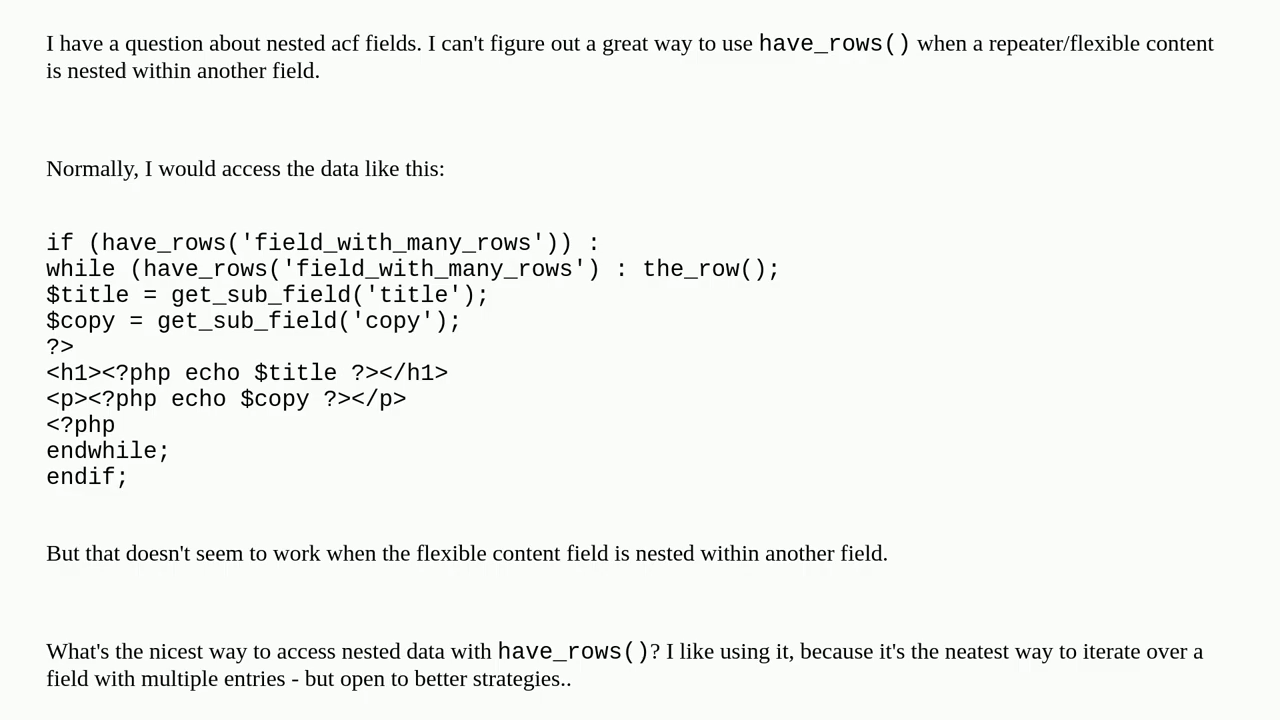 I have a question about nested acf fields. I can't figure out a great way to use have_rows() when a repeater/flexible content
is nested within another field.
Normally, I would access the data like this:
if (have_rows('field_with_many_rows')) :
while (have_rows('field_with_many_rows') : the_row();
$title = get_sub_field('title');
$copy = get_sub_field('copy');
?>
<h1><?php echo $title ?></h1>
<p><?php echo $copy ?></p>
<?php
endwhile;
endif;
But that doesn't seem to work when the flexible content field is nested within another field.
What's the nicest way to access nested data with have_rows()? I like using it, because it's the neatest way to iterate over a
field with multiple entries - but open to better strategies..